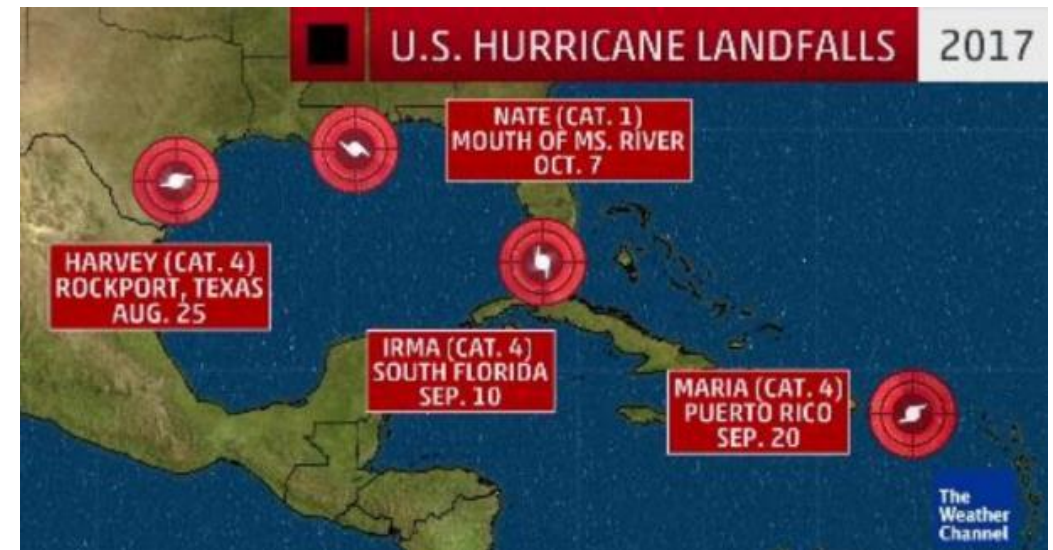 U.S. HURRICANE LANDFALLS
2017
NATE (CAT. 1)
MOUTH OF MS. RIVER
OCT. 7
HARVEY (CAT. 4)
ROCKPORT, TEXAS
AUG. 25
IRMA (CAT. 4)
SOUTH FLORIDA
SEP. 10
MARIA (CAT. 4)
PUERTO RICO
SEP. 20
The
Weather
Channel